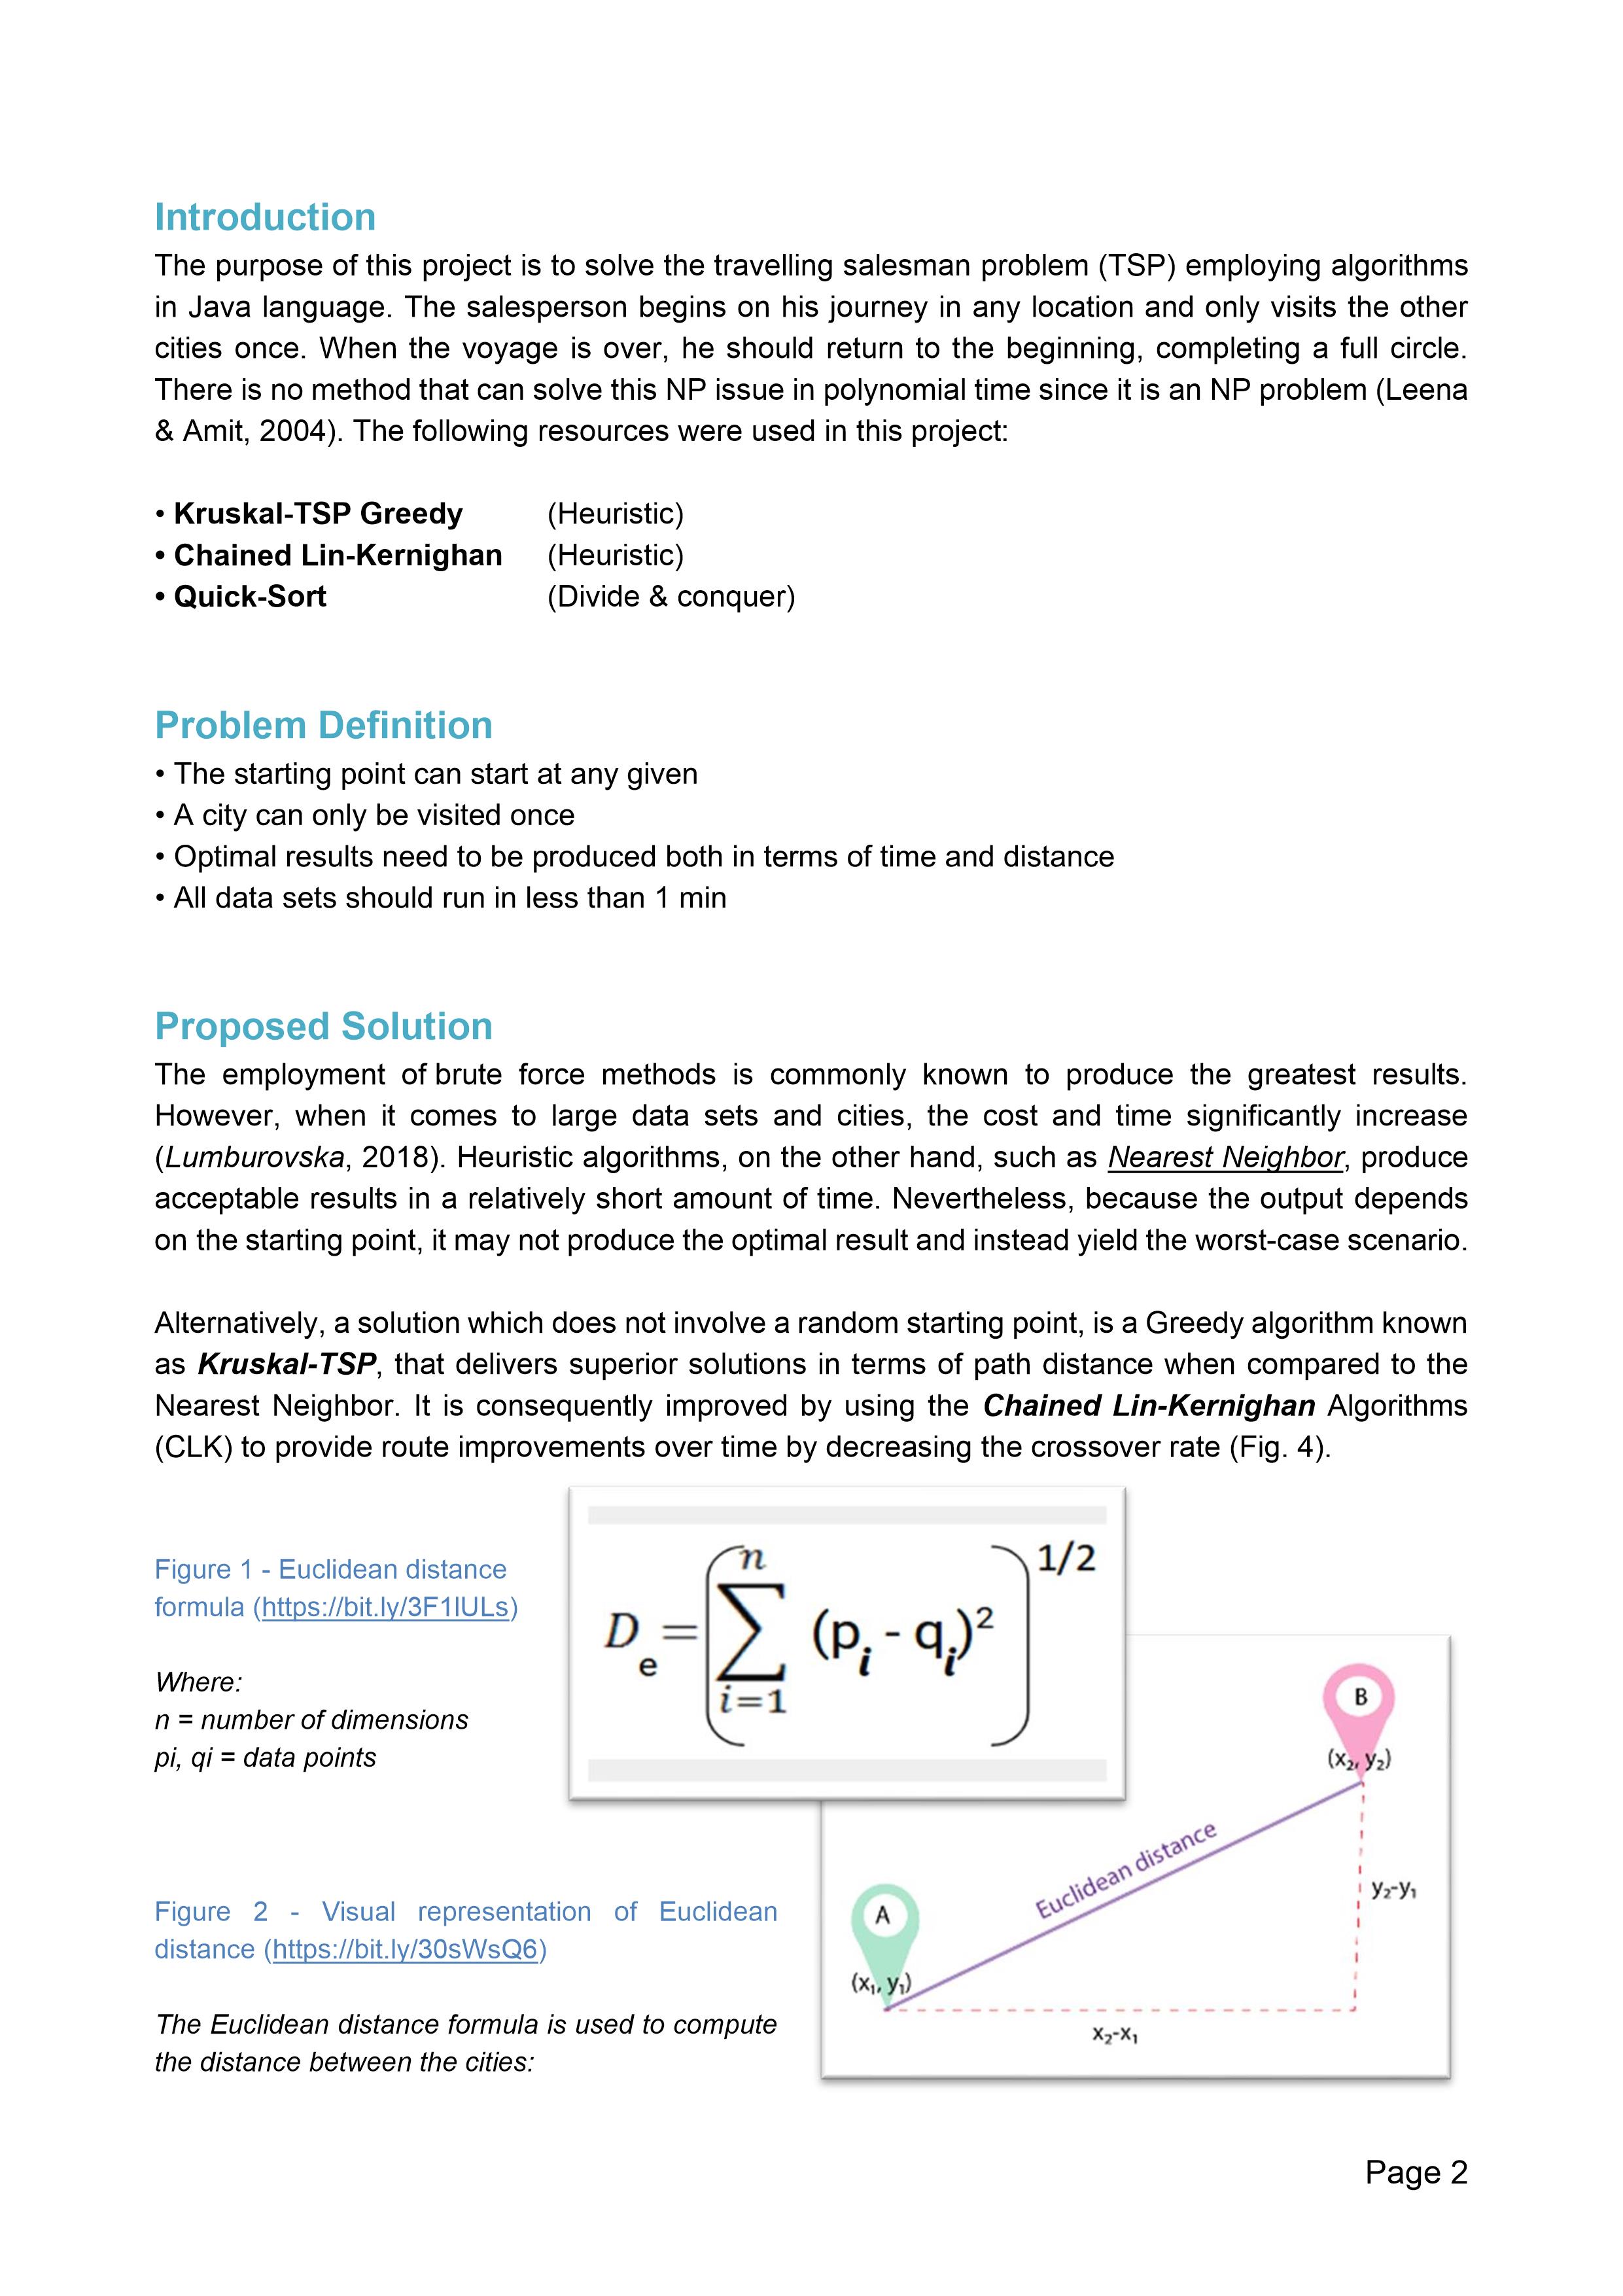 Introduction
The purpose of this project is to solve the travelling salesman problem (TSP) employing algorithms
in Java language. The salesperson begins on his journey in any location and only visits the other
cities once. When the voyage is over, he should return to the beginning, completing a full circle.
There is no method that can solve this NP issue in polynomial time since it is an NP problem (Leena
& Amit, 2004). The following resources were used in this project:
• Kruskal-TSP Greedy (Heuristic)
• Chained Lin-Kernighan (Heuristic)
• Quick-Sort (Divide & conquer)
Problem Definition
• The starting point can start at any given
• A city can only be visited once
• Optimal results need to be produced both in terms of time and distance
• All data sets should run in less than 1 min
Proposed Solution
The employment of brute force methods is commonly known to produce the greatest results.
However, when it comes to large data sets and cities, the cost and time significantly increase
(Lumburovska, 2018). Heuristic algorithms, on the other hand, such as Nearest Neighbor, produce
acceptable results in a relatively short amount of time. Nevertheless, because the output depends
on the starting point, it may not produce the optimal result and instead yield the worst-case scenario.
Alternatively, a solution which does not involve a random starting point, is a Greedy algorithm known
as Kruskal-TSP, that delivers superior solutions in terms of path distance when compared to the
Nearest Neighbor. It is consequently improved by using the Chained Lin-Kernighan Algorithms
(CLK) to provide route improvements over time by decreasing the crossover rate (Fig. 4).
Figure 1 - Euclidean distance
formula (https://bit.ly/3F1lULs)
Where:
n = number of dimensions
pi, qi = data points
n
D_e = ( ∑ (p_i - q_i)² )^1/2
i=1
B
(x₂, y₂)
Euclidean distance
y₂-y₁
A
(x₁, y₁)
x₂-x₁
Figure 2 - Visual representation of Euclidean
distance (https://bit.ly/30sWsQ6)
The Euclidean distance formula is used to compute
the distance between the cities:
Page 2